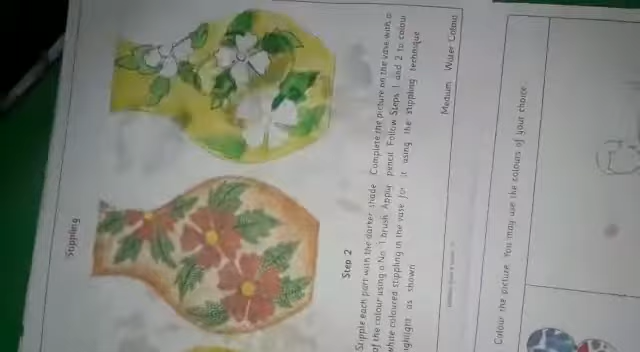 Stippling
Step 2
Stipple each part with the darker shade
of the colour using a No. 1 brush. Apply
white coloured stippling in the vase for
highlight as shown
Complete the picture on the vase with a
pencil. Follow Steps 1 and 2 to colour
it using the stippling technique
Medium: Water Colour
Colour the picture. You may use the colours of your choice.